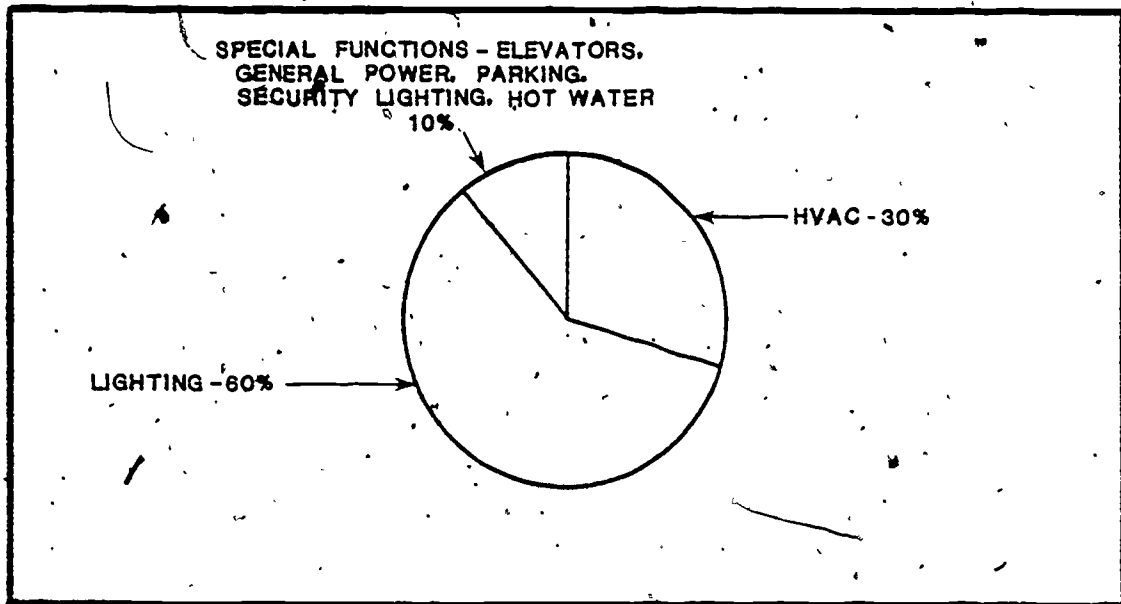 SPECIAL FUNCTIONS - ELEVATORS.
GENERAL POWER. PARKING.
SECURITY LIGHTING. HOT WATER
10%
HVAC - 30%
LIGHTING - 60%